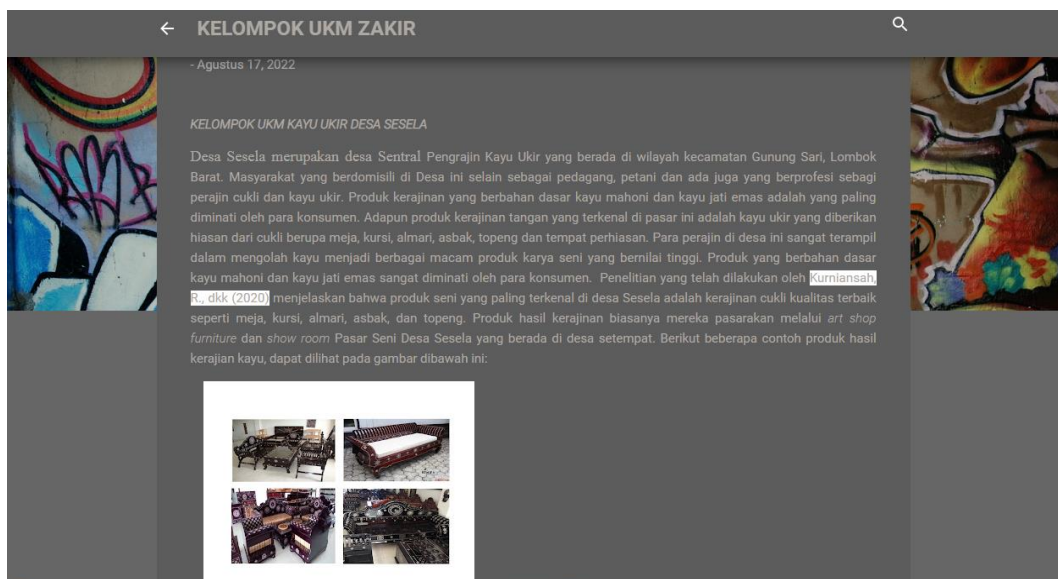 KELOMPOK UKM ZAKIR
- Agustus 17, 2022
KELOMPOK UKM KAYU UKIR DESA SESELA
Desa Sesela merupakan desa Sentral Pengrajin Kayu Ukir yang berada di wilayah kecamatan Gunung Sari, Lombok
Barat. Masyarakat yang berdomisili di Desa ini selain sebagai pedagang, petani dan ada juga yang berprofesi sebagi
perajin cukli dan kayu ukir. Produk kerajinan yang berbahan dasar kayu mahoni dan kayu jati emas adalah yang paling
diminati oleh para konsumen. Adapun produk kerajinan tangan yang terkenal di pasar ini adalah kayu ukir yang diberikan
hiasan dari cukli berupa meja, kursi, almari, asbak, topeng dan tempat perhiasan. Para perajin di desa ini sangat terampil
dalam mengolah kayu menjadi berbagai macam produk karya seni yang bernilai tinggi. Produk yang berbahan dasar
kayu mahoni dan kayu jati emas sangat diminati oleh para konsumen. Penelitian yang telah dilakukan oleh Kurniansah,
R., dkk (2020) menjelaskan bahwa produk seni yang paling terkenal di desa Sesela adalah kerajinan cukli kualitas terbaik
seperti meja, kursi, almari, asbak, dan topeng. Produk hasil kerajinan biasanya mereka pasarakan melalui art shop
furniture dan show room Pasar Seni Desa Sesela yang berada di desa setempat. Berikut beberapa contoh produk hasil
kerajian kayu, dapat dilihat pada gambar dibawah ini: